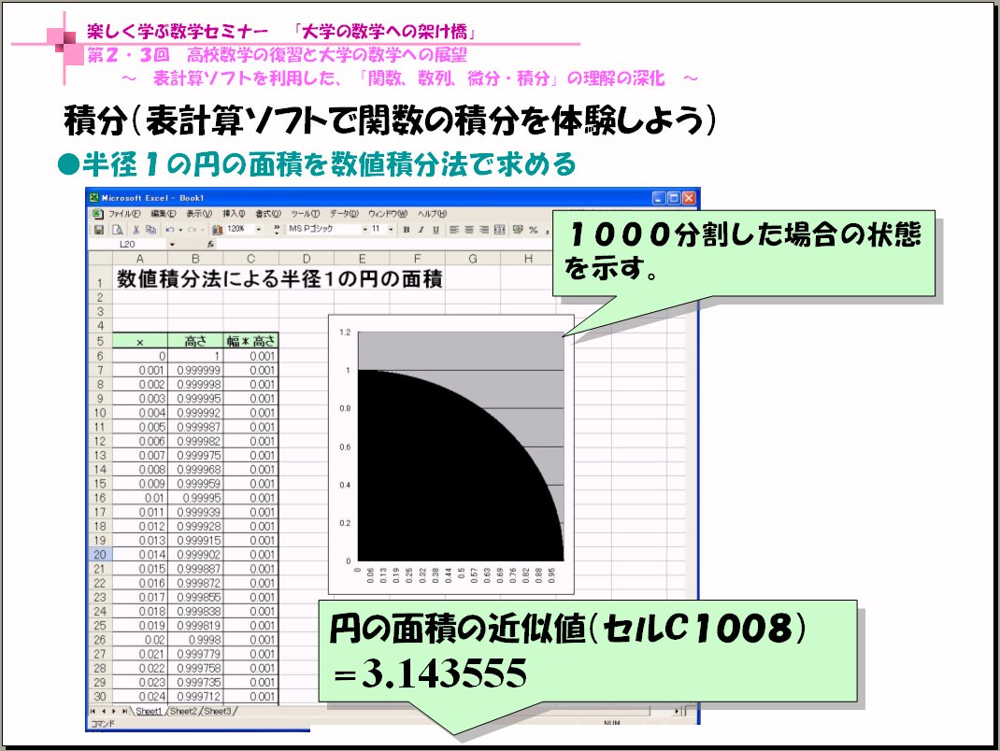 楽しく学ぶ数学セミナー 「大学の数学への架け橋」
第2・3回 高校数学の復習と大学の数学への展望
~ 表計算ソフトを利用した、「関数、数列、微分・積分」の理解の深化 ~
積分(表計算ソフトで関数の積分を体験しよう)
●半径1の円の面積を数値積分法で求める
Microsoft Excel - Book1
ファイル(F) 編集(E) 表示(V) 挿入(I) 書式(O) ツール(T) データ(D) ウィンドウ(W) ヘルプ(H)
120% MS Pゴシック 11 B I U %
L20 fx
A B C D E F G H
1 数値積分法による半径1の円の面積
2
3
4
5 x 高さ 幅*高さ
6 0 1 0.001
7 0.001 0.999999 0.001
8 0.002 0.999998 0.001
9 0.003 0.999995 0.001
10 0.004 0.999992 0.001
11 0.005 0.999987 0.001
12 0.006 0.999982 0.001
13 0.007 0.999975 0.001
14 0.008 0.999968 0.001
15 0.009 0.999959 0.001
16 0.01 0.99995 0.001
17 0.011 0.999939 0.001
18 0.012 0.999928 0.001
19 0.013 0.999915 0.001
20 0.014 0.999902 0.001
21 0.015 0.999887 0.001
22 0.016 0.999872 0.001
23 0.017 0.999855 0.001
24 0.018 0.999838 0.001
25 0.019 0.999819 0.001
26 0.02 0.9998 0.001
27 0.021 0.999779 0.001
28 0.022 0.999758 0.001
29 0.023 0.999735 0.001
30 0.024 0.999712 0.001
Sheet1 Sheet2 Sheet3
コマンド NUM
1000分割した場合の状態
を示す。
1.2
1
0.8
0.6
0.4
0.2
0
0 0.06 0.13 0.19 0.25 0.32 0.38 0.44 0.5 0.57 0.63 0.69 0.76 0.82 0.88 0.95
円の面積の近似値(セルC1008)
=3.143555